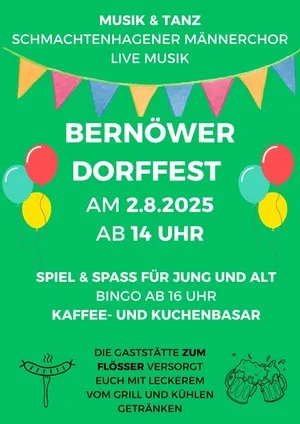 MUSIK & TANZ
SCHMACHTENHAGENER MÄNNERCHOR
LIVE MUSIK
BERNÖWER
DORFFEST
AM 2.8.2025
AB 14 UHR
SPIEL & SPASS FÜR JUNG UND ALT
BINGO AB 16 UHR
KAFFEE- UND KUCHENBASAR
DIE GASTSTÄTTE ZUM
FLÖSSER VERSORGT
EUCH MIT LECKEREM
VOM GRILL UND KÜHLEN
GETRÄNKEN